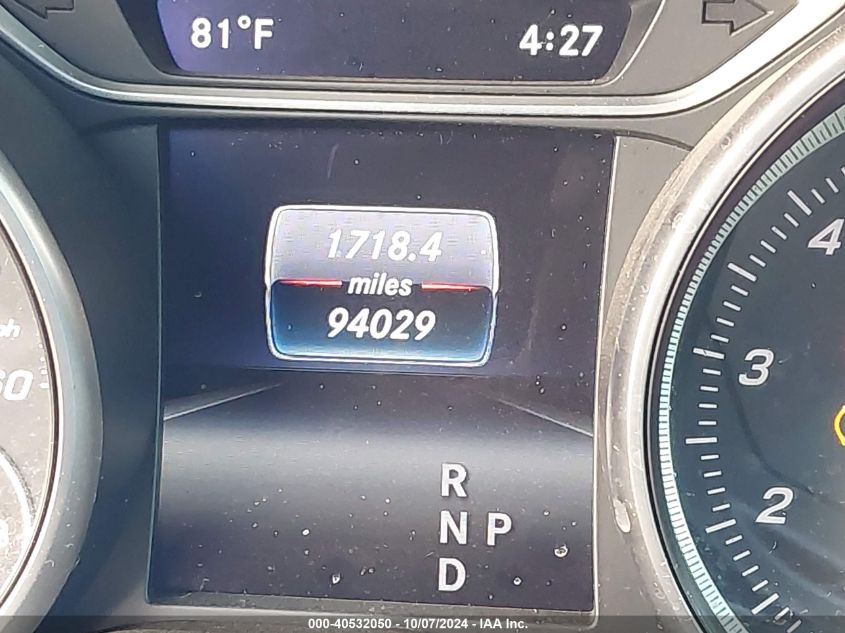 81°F 4:27
1718.4
miles
94029
4
3
2
R
N P
D
000-40532050 - 10/07/2024 - IAA Inc.